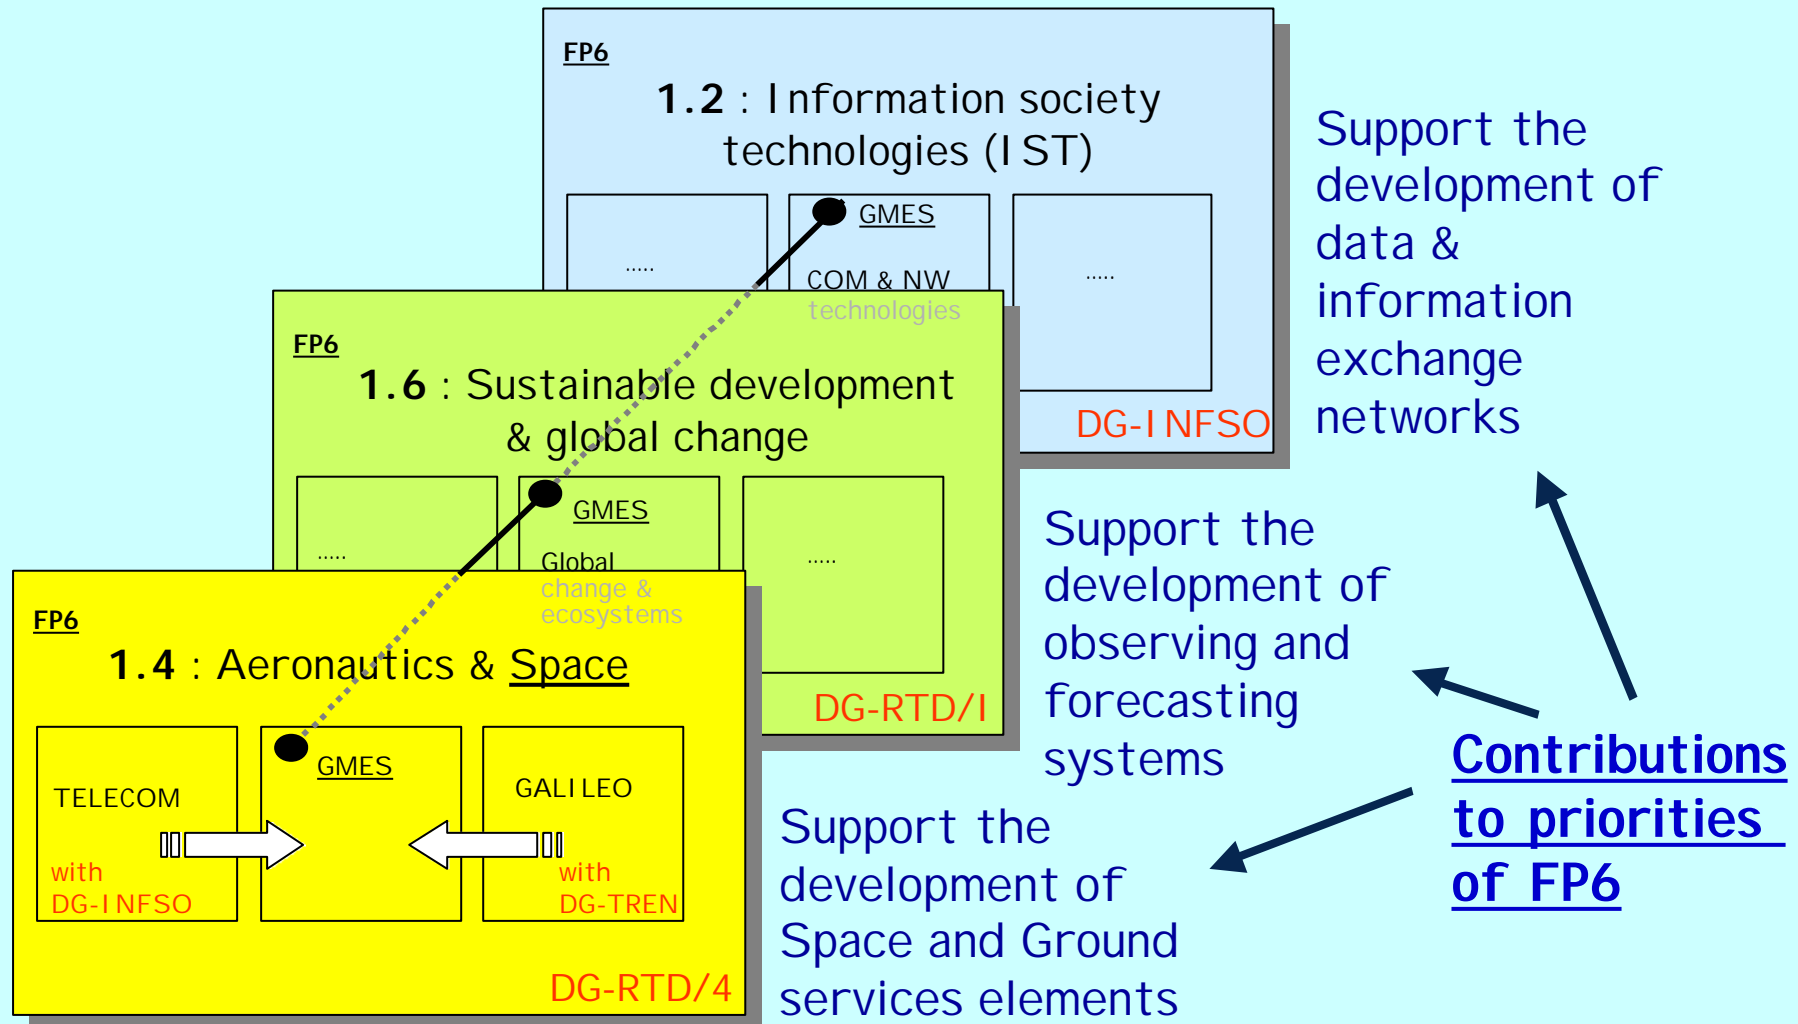 FP6
1.2 : Information society
technologies (IST)
.....
GMES
COM & NW
technologies
.....
DG-INFSO
Support the
development of
data &
information
exchange
networks
FP6
1.6 : Sustainable development
& global change
.....
GMES
Global
change &
ecosystems
.....
DG-RTD/I
Support the
development of
observing and
forecasting
systems
FP6
1.4 : Aeronautics & Space
TELECOM
with
DG-INFSO
GMES
GALILEO
with
DG-TREN
DG-RTD/4
Support the
development of
Space and Ground
services elements
Contributions
to priorities
of FP6